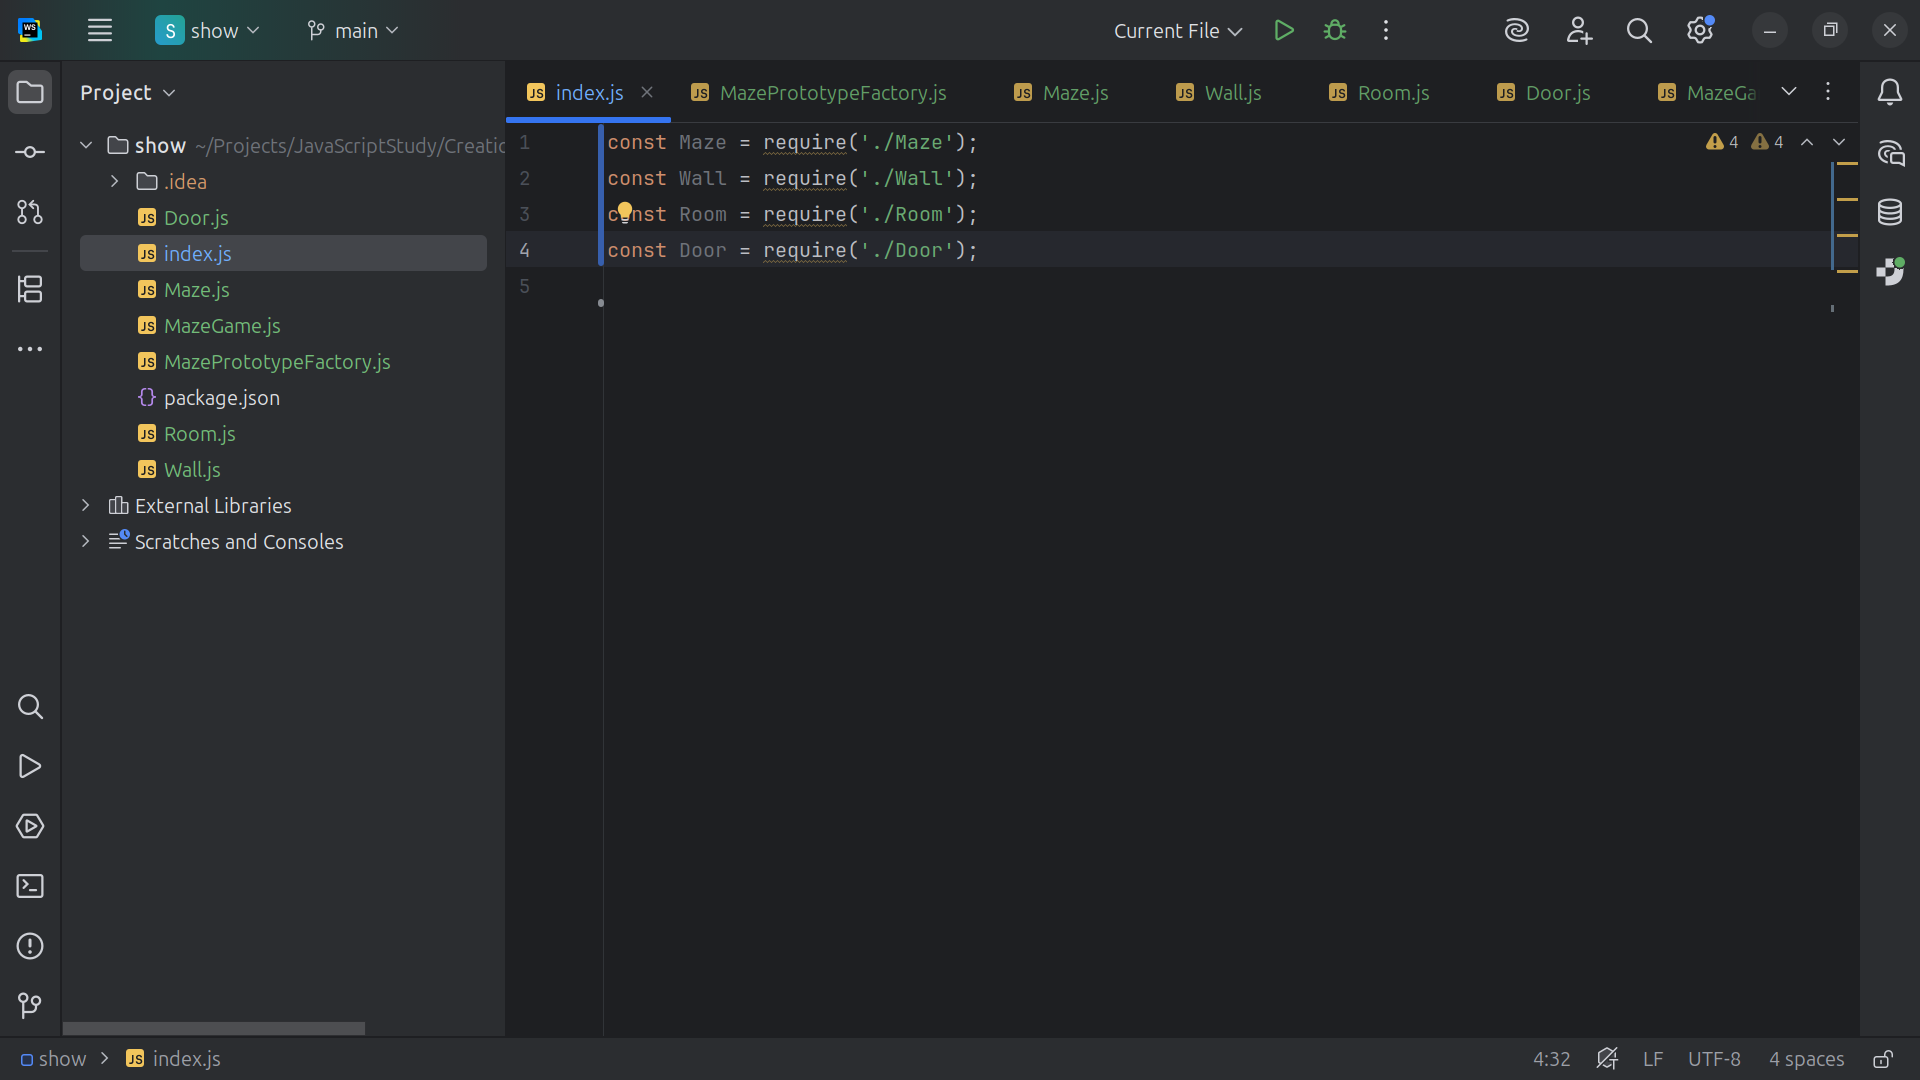 show
main
Current File
Project
show ~/Projects/JavaScriptStudy/Creatio
.idea
Door.js
index.js
Maze.js
MazeGame.js
MazePrototypeFactory.js
package.json
Room.js
Wall.js
External Libraries
Scratches and Consoles
index.js
MazePrototypeFactory.js
Maze.js
Wall.js
Room.js
Door.js
MazeGa
1 const Maze = require('./Maze');
2 const Wall = require('./Wall');
3 const Room = require('./Room');
4 const Door = require('./Door');
5
4 4
show
index.js
4:32
LF
UTF-8
4 spaces